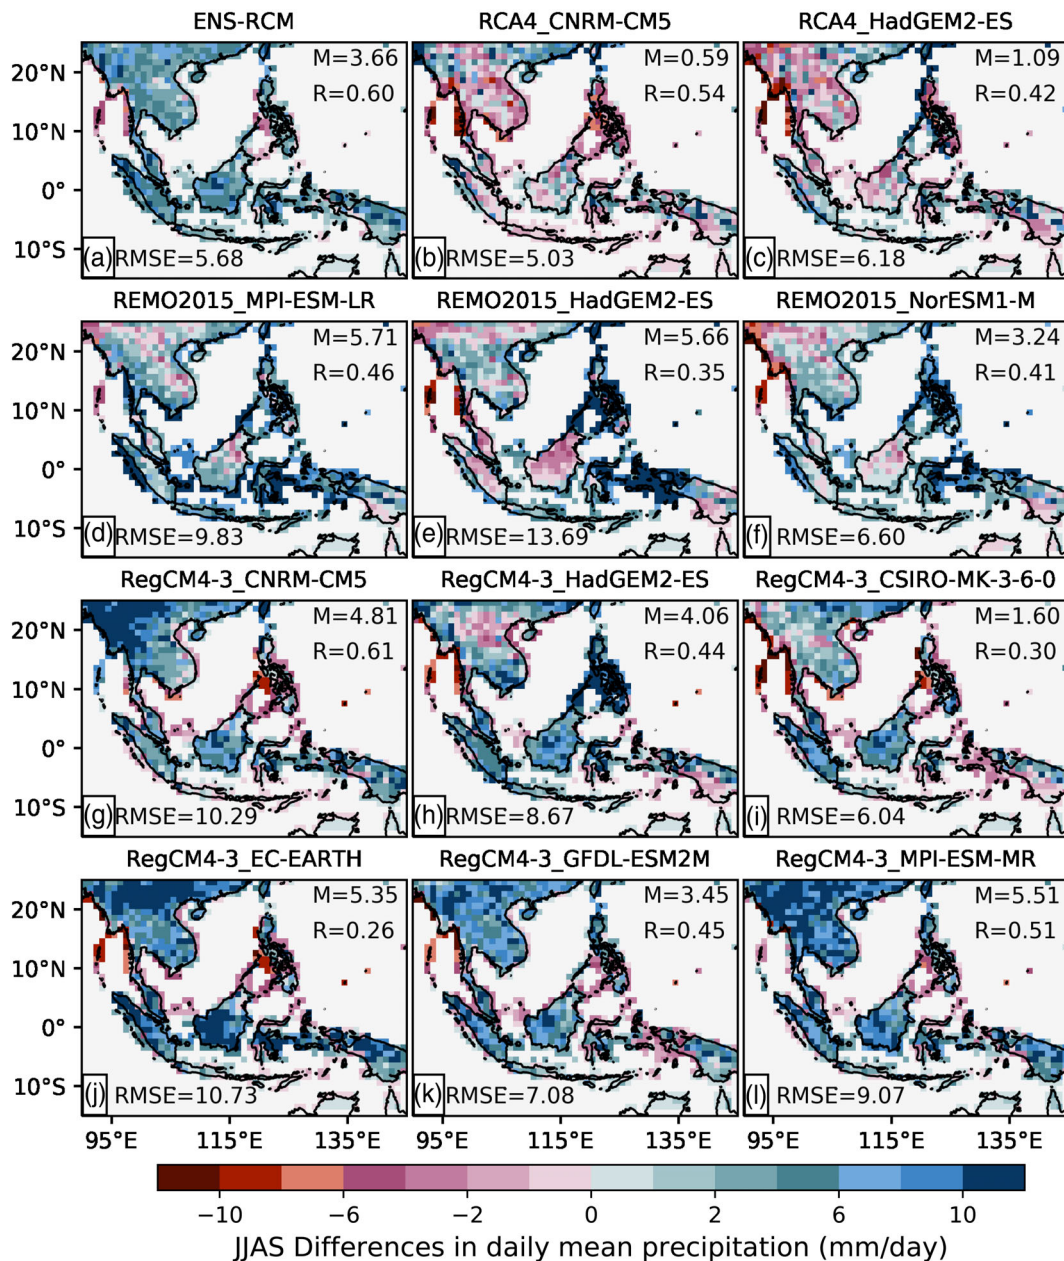 ENS-RCM
RCA4_CNRM-CM5
RCA4_HadGEM2-ES
20°N
10°N
0°
10°S
M=3.66
R=0.60
(a)
RMSE=5.68
M=0.59
R=0.54
(b)
RMSE=5.03
M=1.09
R=0.42
(c)
RMSE=6.18
REMO2015_MPI-ESM-LR
REMO2015_HadGEM2-ES
REMO2015_NorESM1-M
20°N
10°N
0°
10°S
M=5.71
R=0.46
(d)
RMSE=9.83
M=5.66
R=0.35
(e)
RMSE=13.69
M=3.24
R=0.41
(f)
RMSE=6.60
RegCM4-3_CNRM-CM5
RegCM4-3_HadGEM2-ES
RegCM4-3_CSIRO-MK-3-6-0
20°N
10°N
0°
10°S
M=4.81
R=0.61
(g)
RMSE=10.29
M=4.06
R=0.44
(h)
RMSE=8.67
M=1.60
R=0.30
(i)
RMSE=6.04
RegCM4-3_EC-EARTH
RegCM4-3_GFDL-ESM2M
RegCM4-3_MPI-ESM-MR
20°N
10°N
0°
10°S
M=5.35
R=0.26
(j)
RMSE=10.73
M=3.45
R=0.45
(k)
RMSE=7.08
M=5.51
R=0.51
(l)
RMSE=9.07
95°E 115°E 135°E
95°E 115°E 135°E
95°E 115°E 135°E
−10 −6 −2 0 2 6 10
JJAS Differences in daily mean precipitation (mm/day)